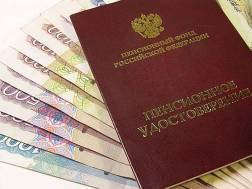 ПЕНСИОННЫЙ ФОНД
РОССИЙСКОЙ ФЕДЕРАЦИИ
ПЕНСИОННОЕ
УДОСТОВЕРЕНИЕ